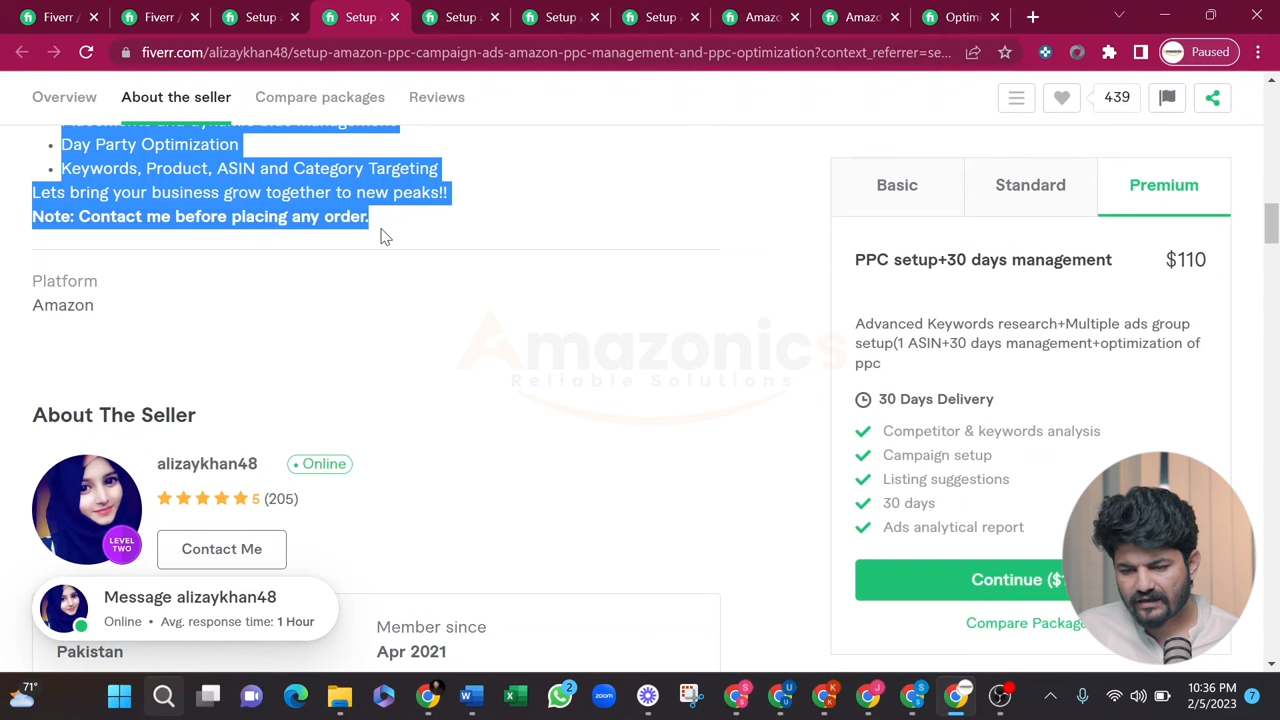 Fiverr /
Fiverr /
Setup
Setup
Setup
Setup
Setup
Amazo
Amazo
Optim
fiverr.com/alizaykhan48/setup-amazon-ppc-campaign-ads-amazon-ppc-management-and-ppc-optimization?context_referrer=se...
Paused
Overview
About the seller
Compare packages
Reviews
439
Day Party Optimization
Keywords, Product, ASIN and Category Targeting
Lets bring your business grow together to new peaks!!
Note: Contact me before placing any order.
Platform
Amazon
Amazonics
Reliable Solutions
About The Seller
alizaykhan48
• Online
5 (205)
LEVEL
TWO
Contact Me
Message alizaykhan48
Online • Avg. response time: 1 Hour
Pakistan
Member since
Apr 2021
Basic
Standard
Premium
PPC setup+30 days management
$110
Advanced Keywords research+Multiple ads group
setup(1 ASIN+30 days management+optimization of
ppc
30 Days Delivery
Competitor & keywords analysis
Campaign setup
Listing suggestions
30 days
Ads analytical report
Continue ($
Compare Package
71°
2
10:36 PM
2/5/2023
7